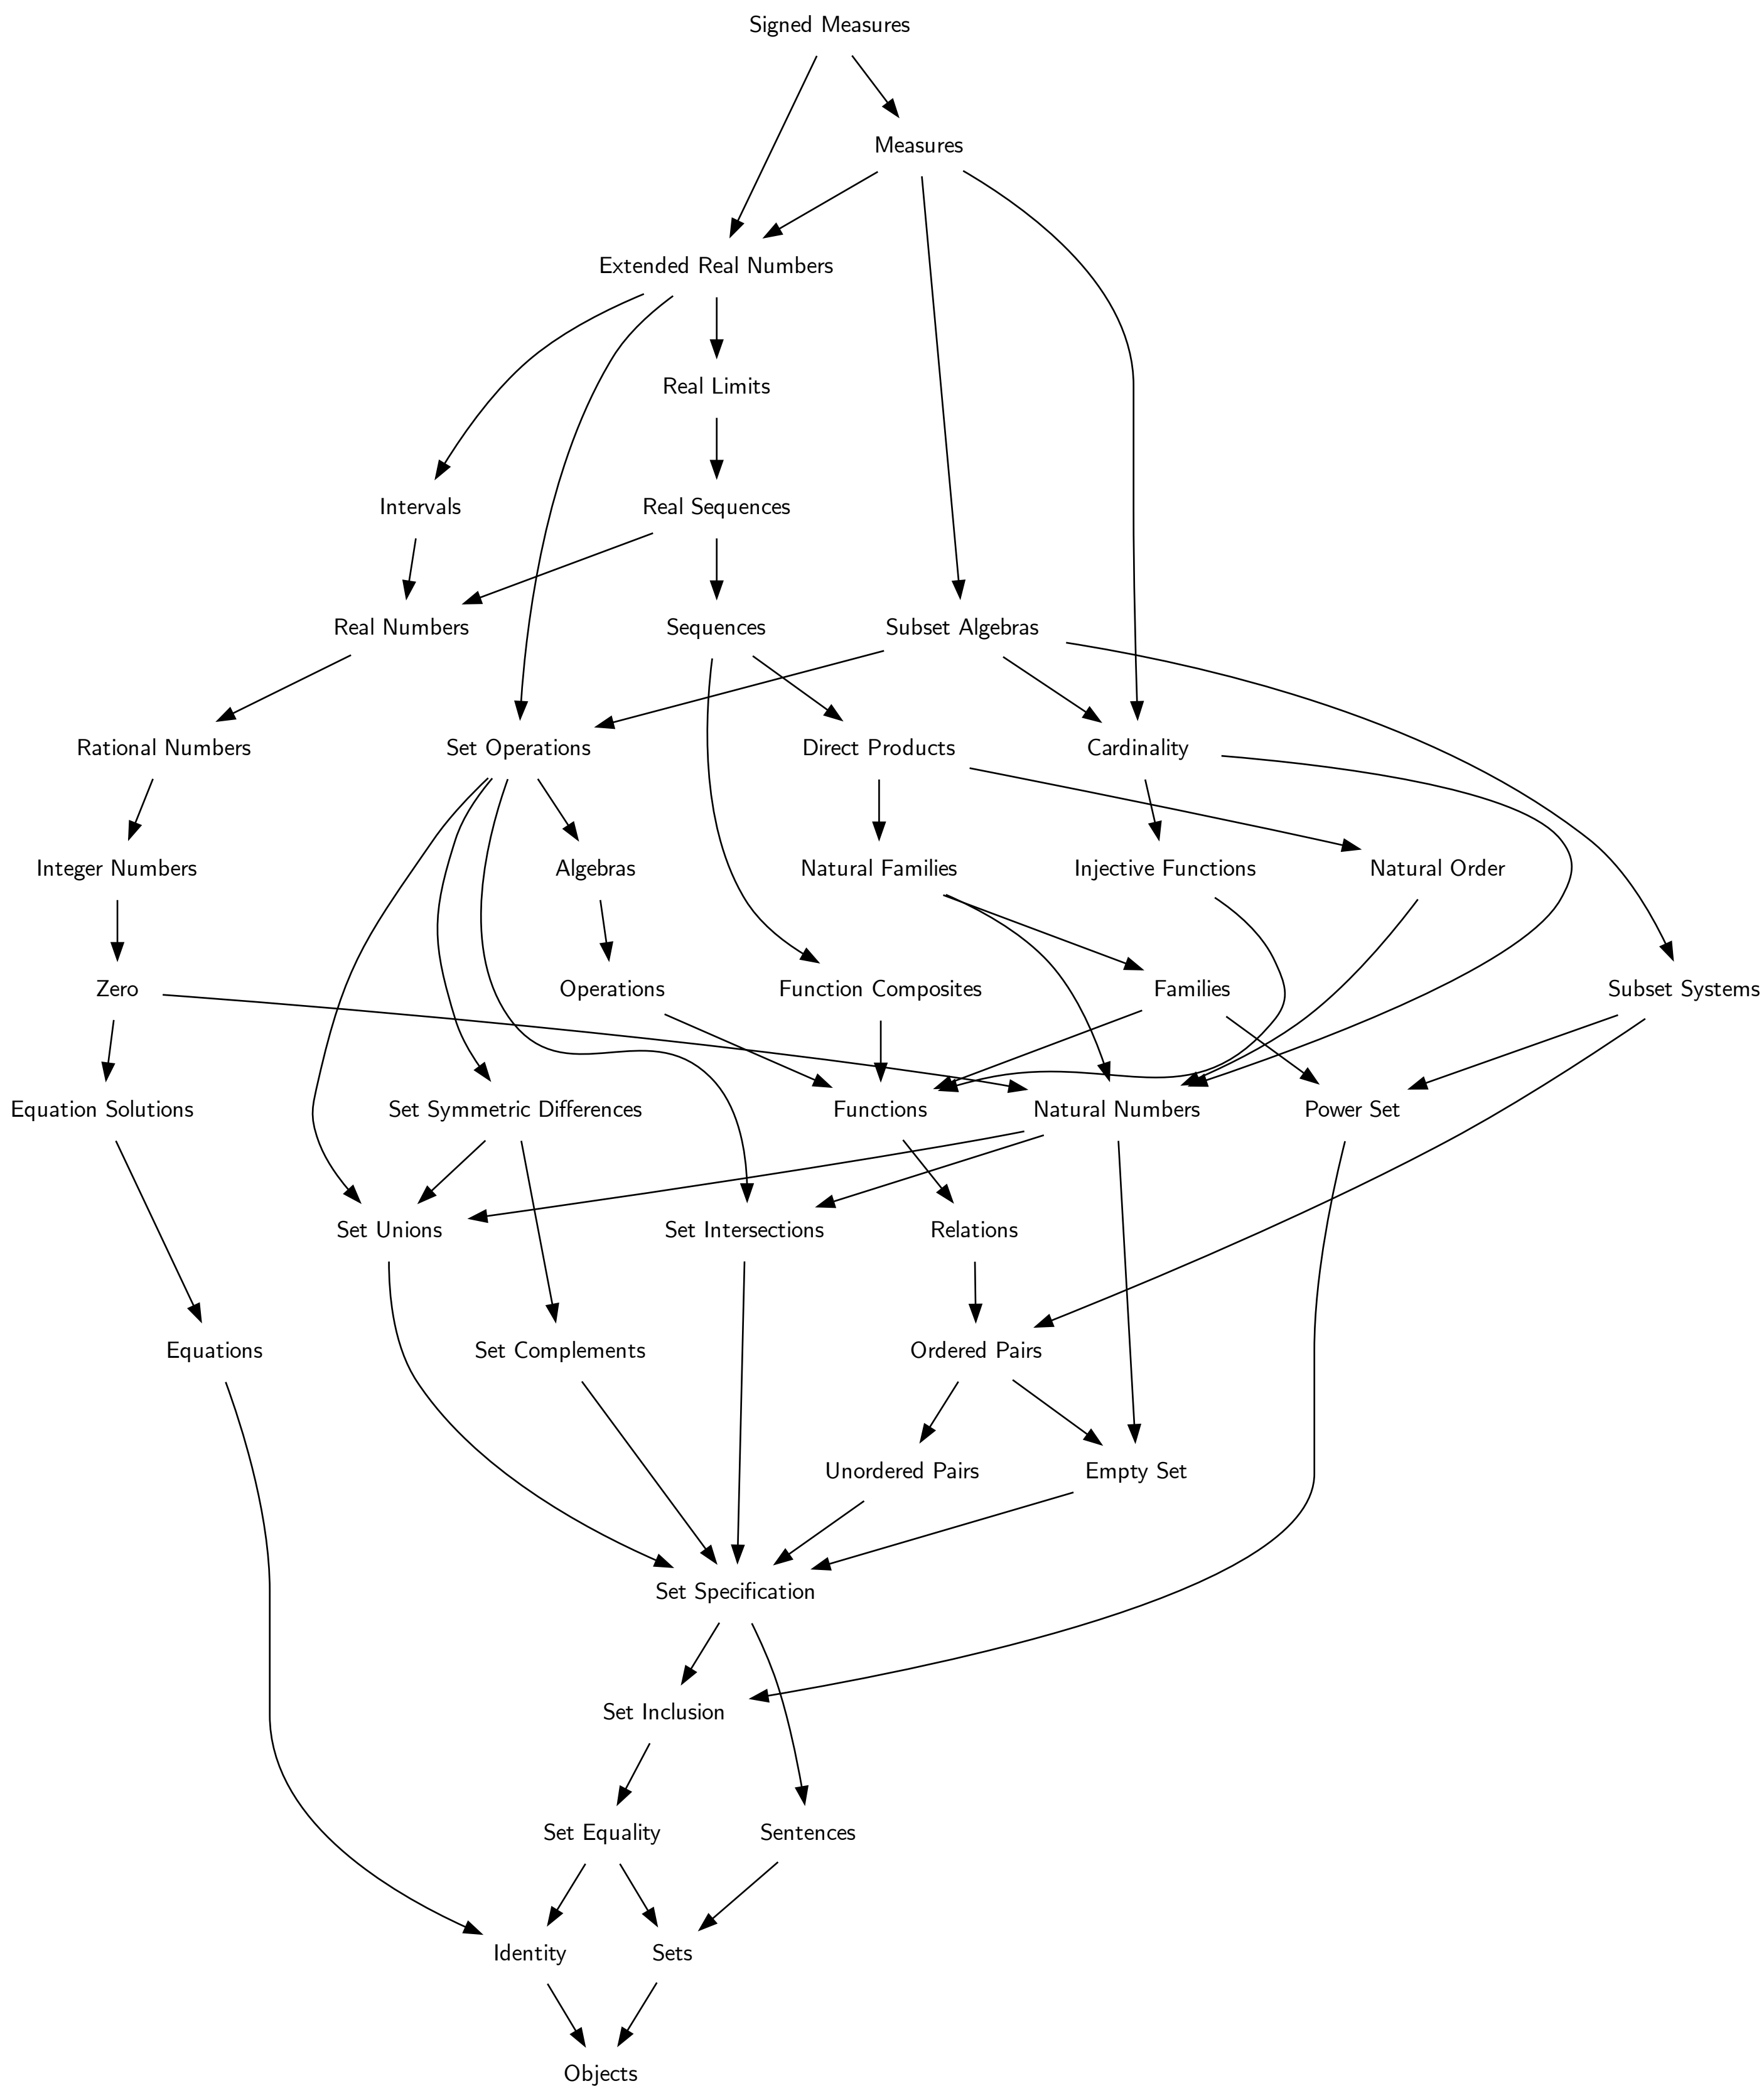 Signed Measures
Measures
Extended Real Numbers
Real Limits
Intervals
Real Sequences
Real Numbers
Sequences
Subset Algebras
Rational Numbers
Set Operations
Direct Products
Cardinality
Integer Numbers
Algebras
Natural Families
Injective Functions
Natural Order
Zero
Operations
Function Composites
Families
Subset Systems
Equation Solutions
Set Symmetric Differences
Functions
Natural Numbers
Power Set
Set Unions
Set Intersections
Relations
Equations
Set Complements
Ordered Pairs
Unordered Pairs
Empty Set
Set Specification
Set Inclusion
Set Equality
Sentences
Identity
Sets
Objects